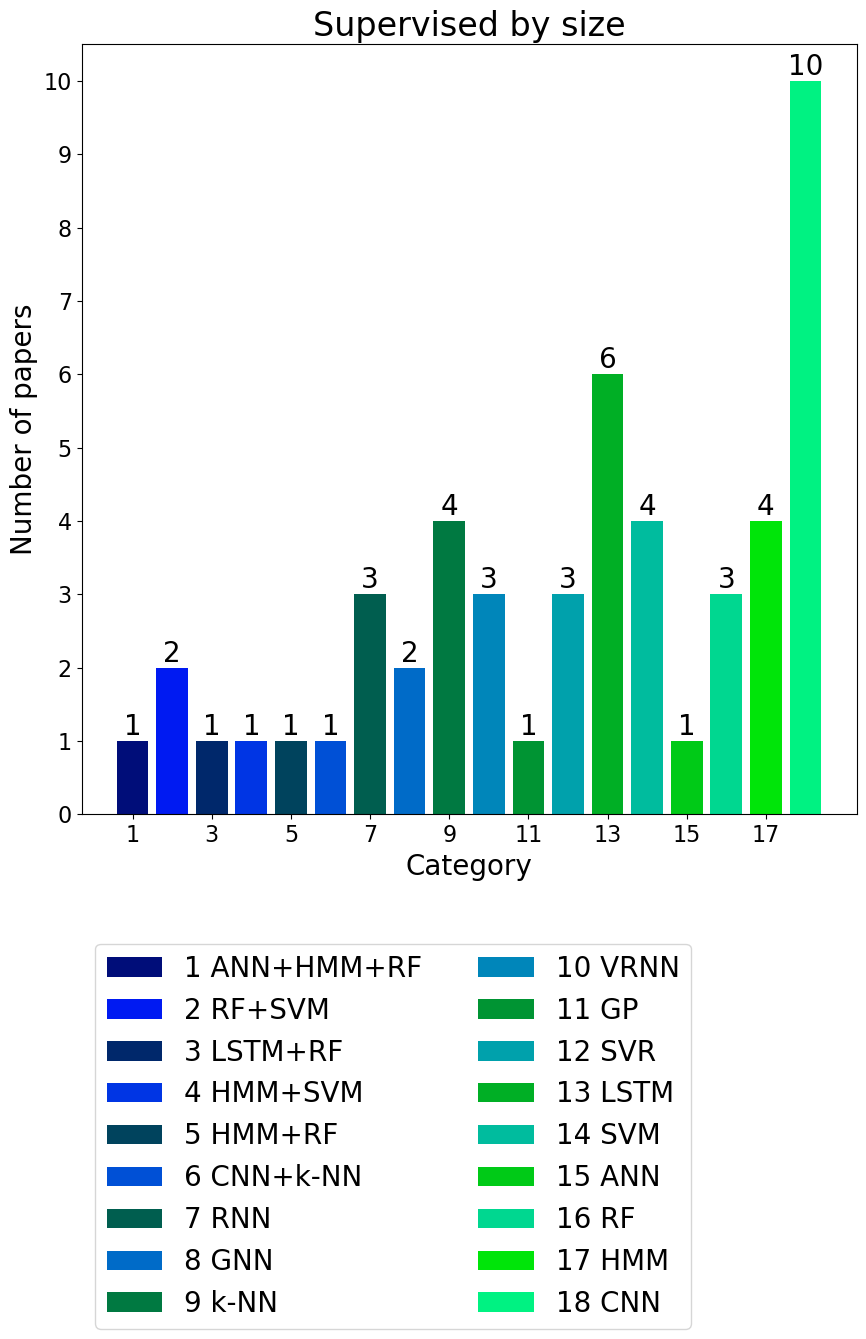 Supervised by size
10
9
8
7
6
5
4
3
2
1
0
Number of papers
1 2 1 1 1 1 3 2 4 3 1 3 6 4 1 3 4 10
1 3 5 7 9 11 13 15 17
Category
1 ANN+HMM+RF
2 RF+SVM
3 LSTM+RF
4 HMM+SVM
5 HMM+RF
6 CNN+k-NN
7 RNN
8 GNN
9 k-NN
10 VRNN
11 GP
12 SVR
13 LSTM
14 SVM
15 ANN
16 RF
17 HMM
18 CNN